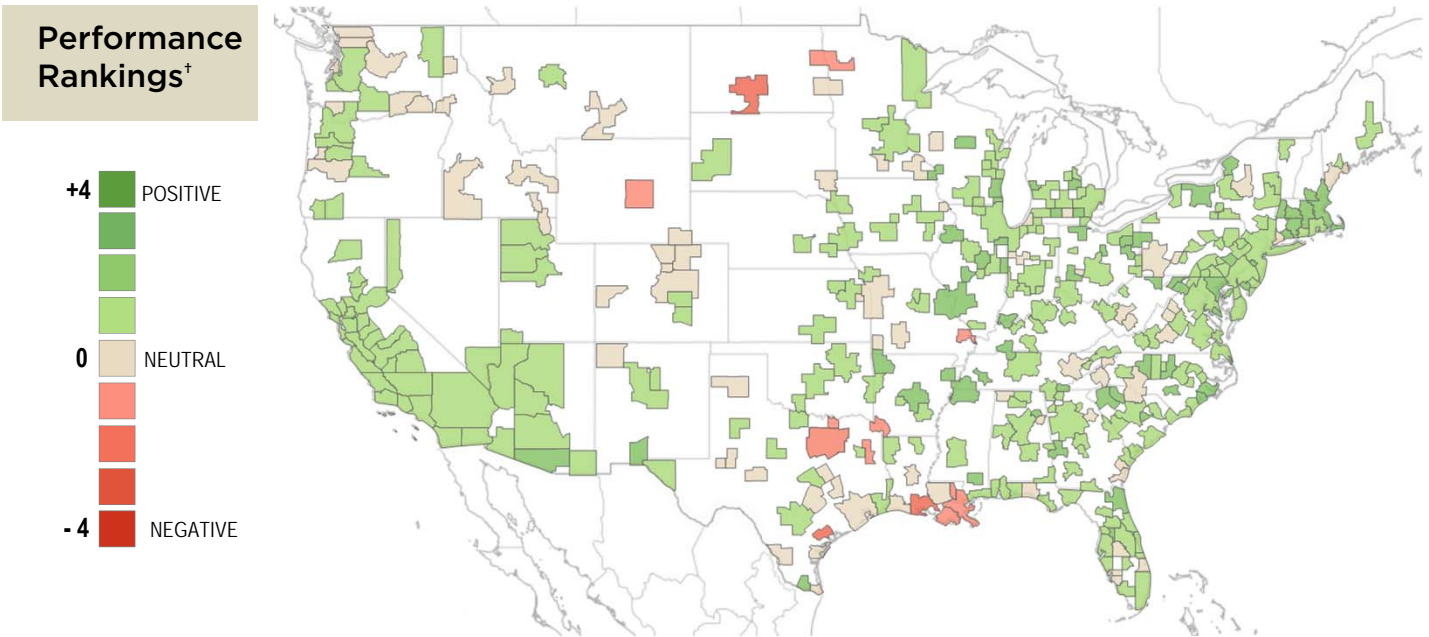 Performance
Rankings†
+4 POSITIVE
0 NEUTRAL
- 4 NEGATIVE